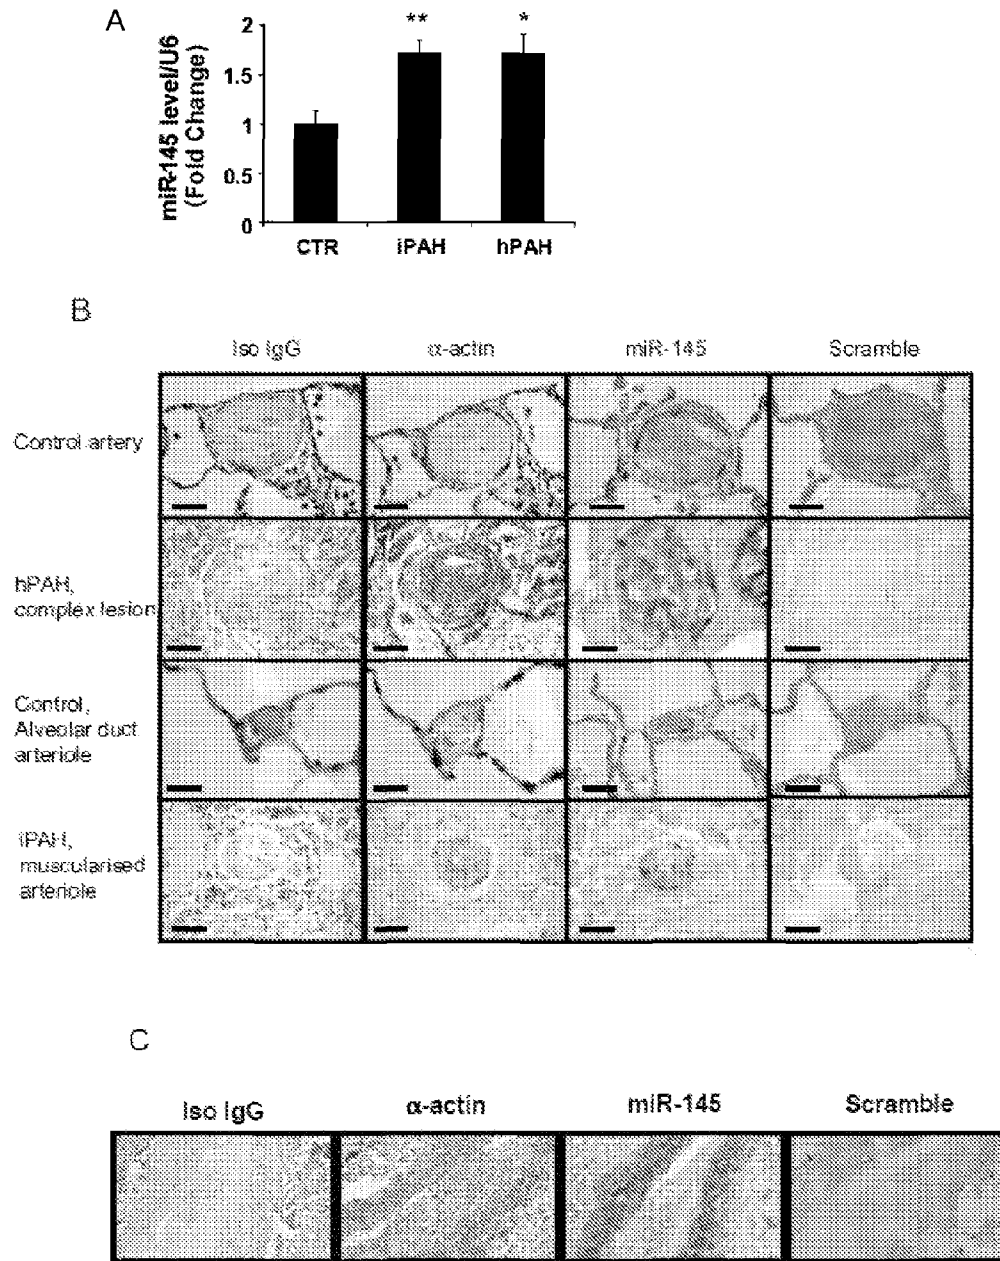 A
miR-145 level/U6
(Fold Change)
2
1.5
1
0.5
0
**
*
CTR
iPAH
hPAH
B
Iso IgG
α-actin
miR-145
Scramble
Control artery
hPAH,
complex lesion
Control,
Alveolar duct
arteriole
iPAH,
muscularised
arteriole
C
Iso IgG
α-actin
miR-145
Scramble